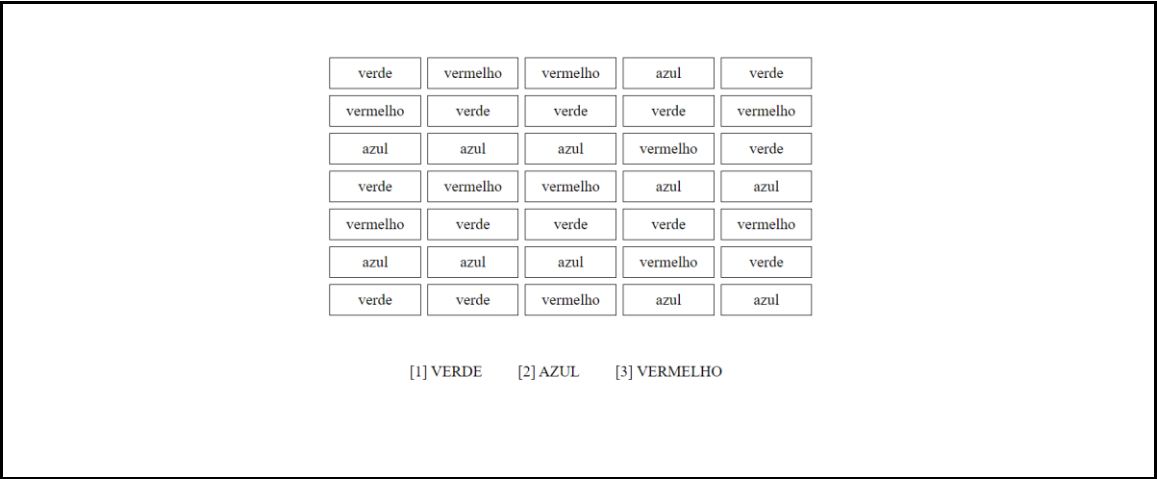 verde vermelho vermelho azul verde
vermelho verde verde verde vermelho
azul azul azul vermelho verde
verde vermelho vermelho azul azul
vermelho verde verde verde vermelho
azul azul azul vermelho verde
verde verde vermelho azul azul
[1] VERDE [2] AZUL [3] VERMELHO